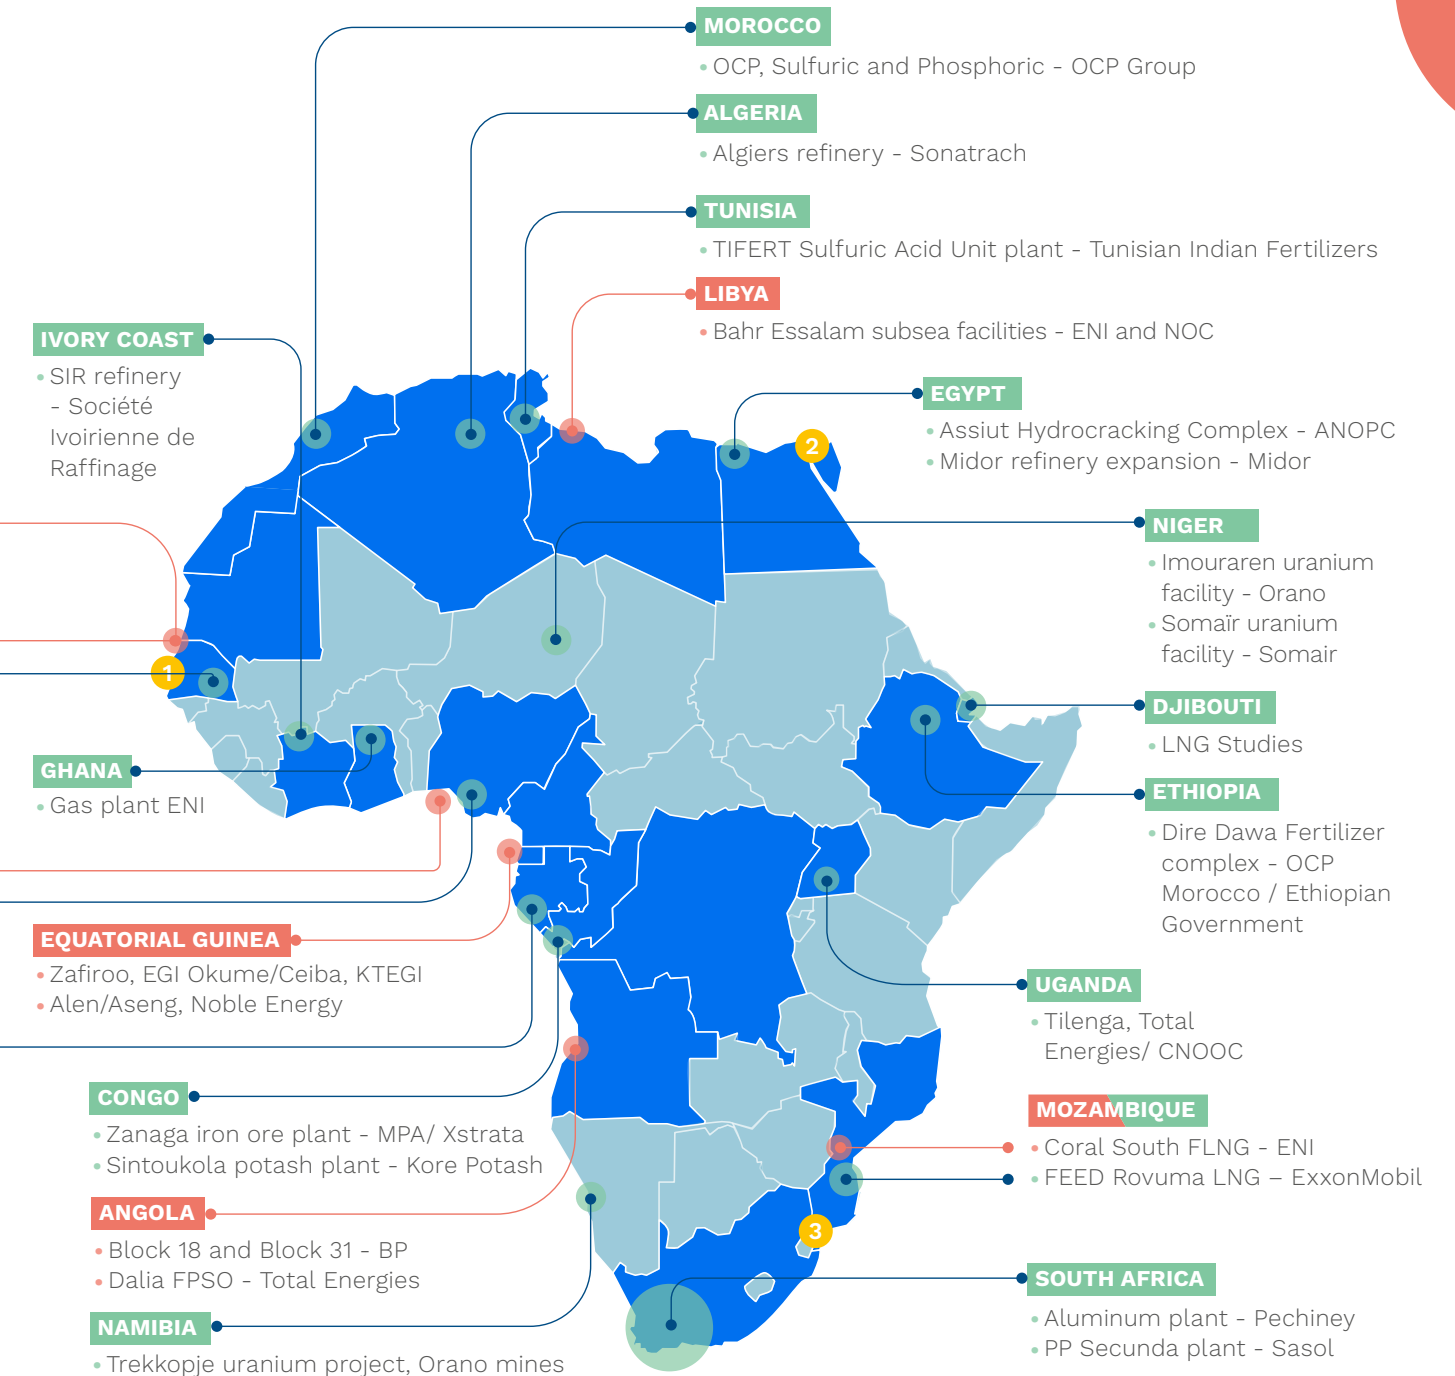 MOROCCO
• OCP, Sulfuric and Phosphoric - OCP Group
ALGERIA
• Algiers refinery - Sonatrach
TUNISIA
• TIFERT Sulfuric Acid Unit plant - Tunisian Indian Fertilizers
LIBYA
• Bahr Essalam subsea facilities - ENI and NOC
IVORY COAST
• SIR refinery
- Société
Ivoirienne de
Raffinage
EGYPT
• Assiut Hydrocracking Complex - ANOPC
• Midor refinery expansion - Midor
2
NIGER
• Imouraren uranium
facility - Orano
• Somaïr uranium
facility - Somair
1
DJIBOUTI
• LNG Studies
GHANA
• Gas plant ENI
ETHIOPIA
• Dire Dawa Fertilizer
complex - OCP
Morocco / Ethiopian
Government
EQUATORIAL GUINEA
• Zafiroo, EGI Okume/Ceiba, KTEGI
• Alen/Aseng, Noble Energy
UGANDA
• Tilenga, Total
Energies/ CNOOC
CONGO
• Zanaga iron ore plant - MPA/ Xstrata
• Sintoukola potash plant - Kore Potash
MOZAMBIQUE
• Coral South FLNG - ENI
• FEED Rovuma LNG – ExxonMobil
ANGOLA
• Block 18 and Block 31 - BP
• Dalia FPSO - Total Energies
3
SOUTH AFRICA
• Aluminum plant - Pechiney
• PP Secunda plant - Sasol
NAMIBIA
• Trekkopje uranium project, Orano mines